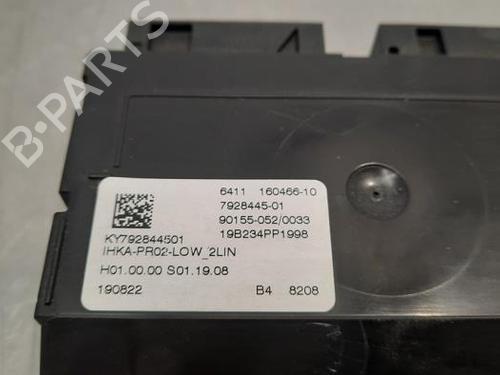 B-PARTS
6411 160466-10
7928445-01
90155-052/0033
KY792844501 19B234PP1998
IHKA-PR02-LOW_2LIN
H01.00.00 S01.19.08
190822 B4 8208